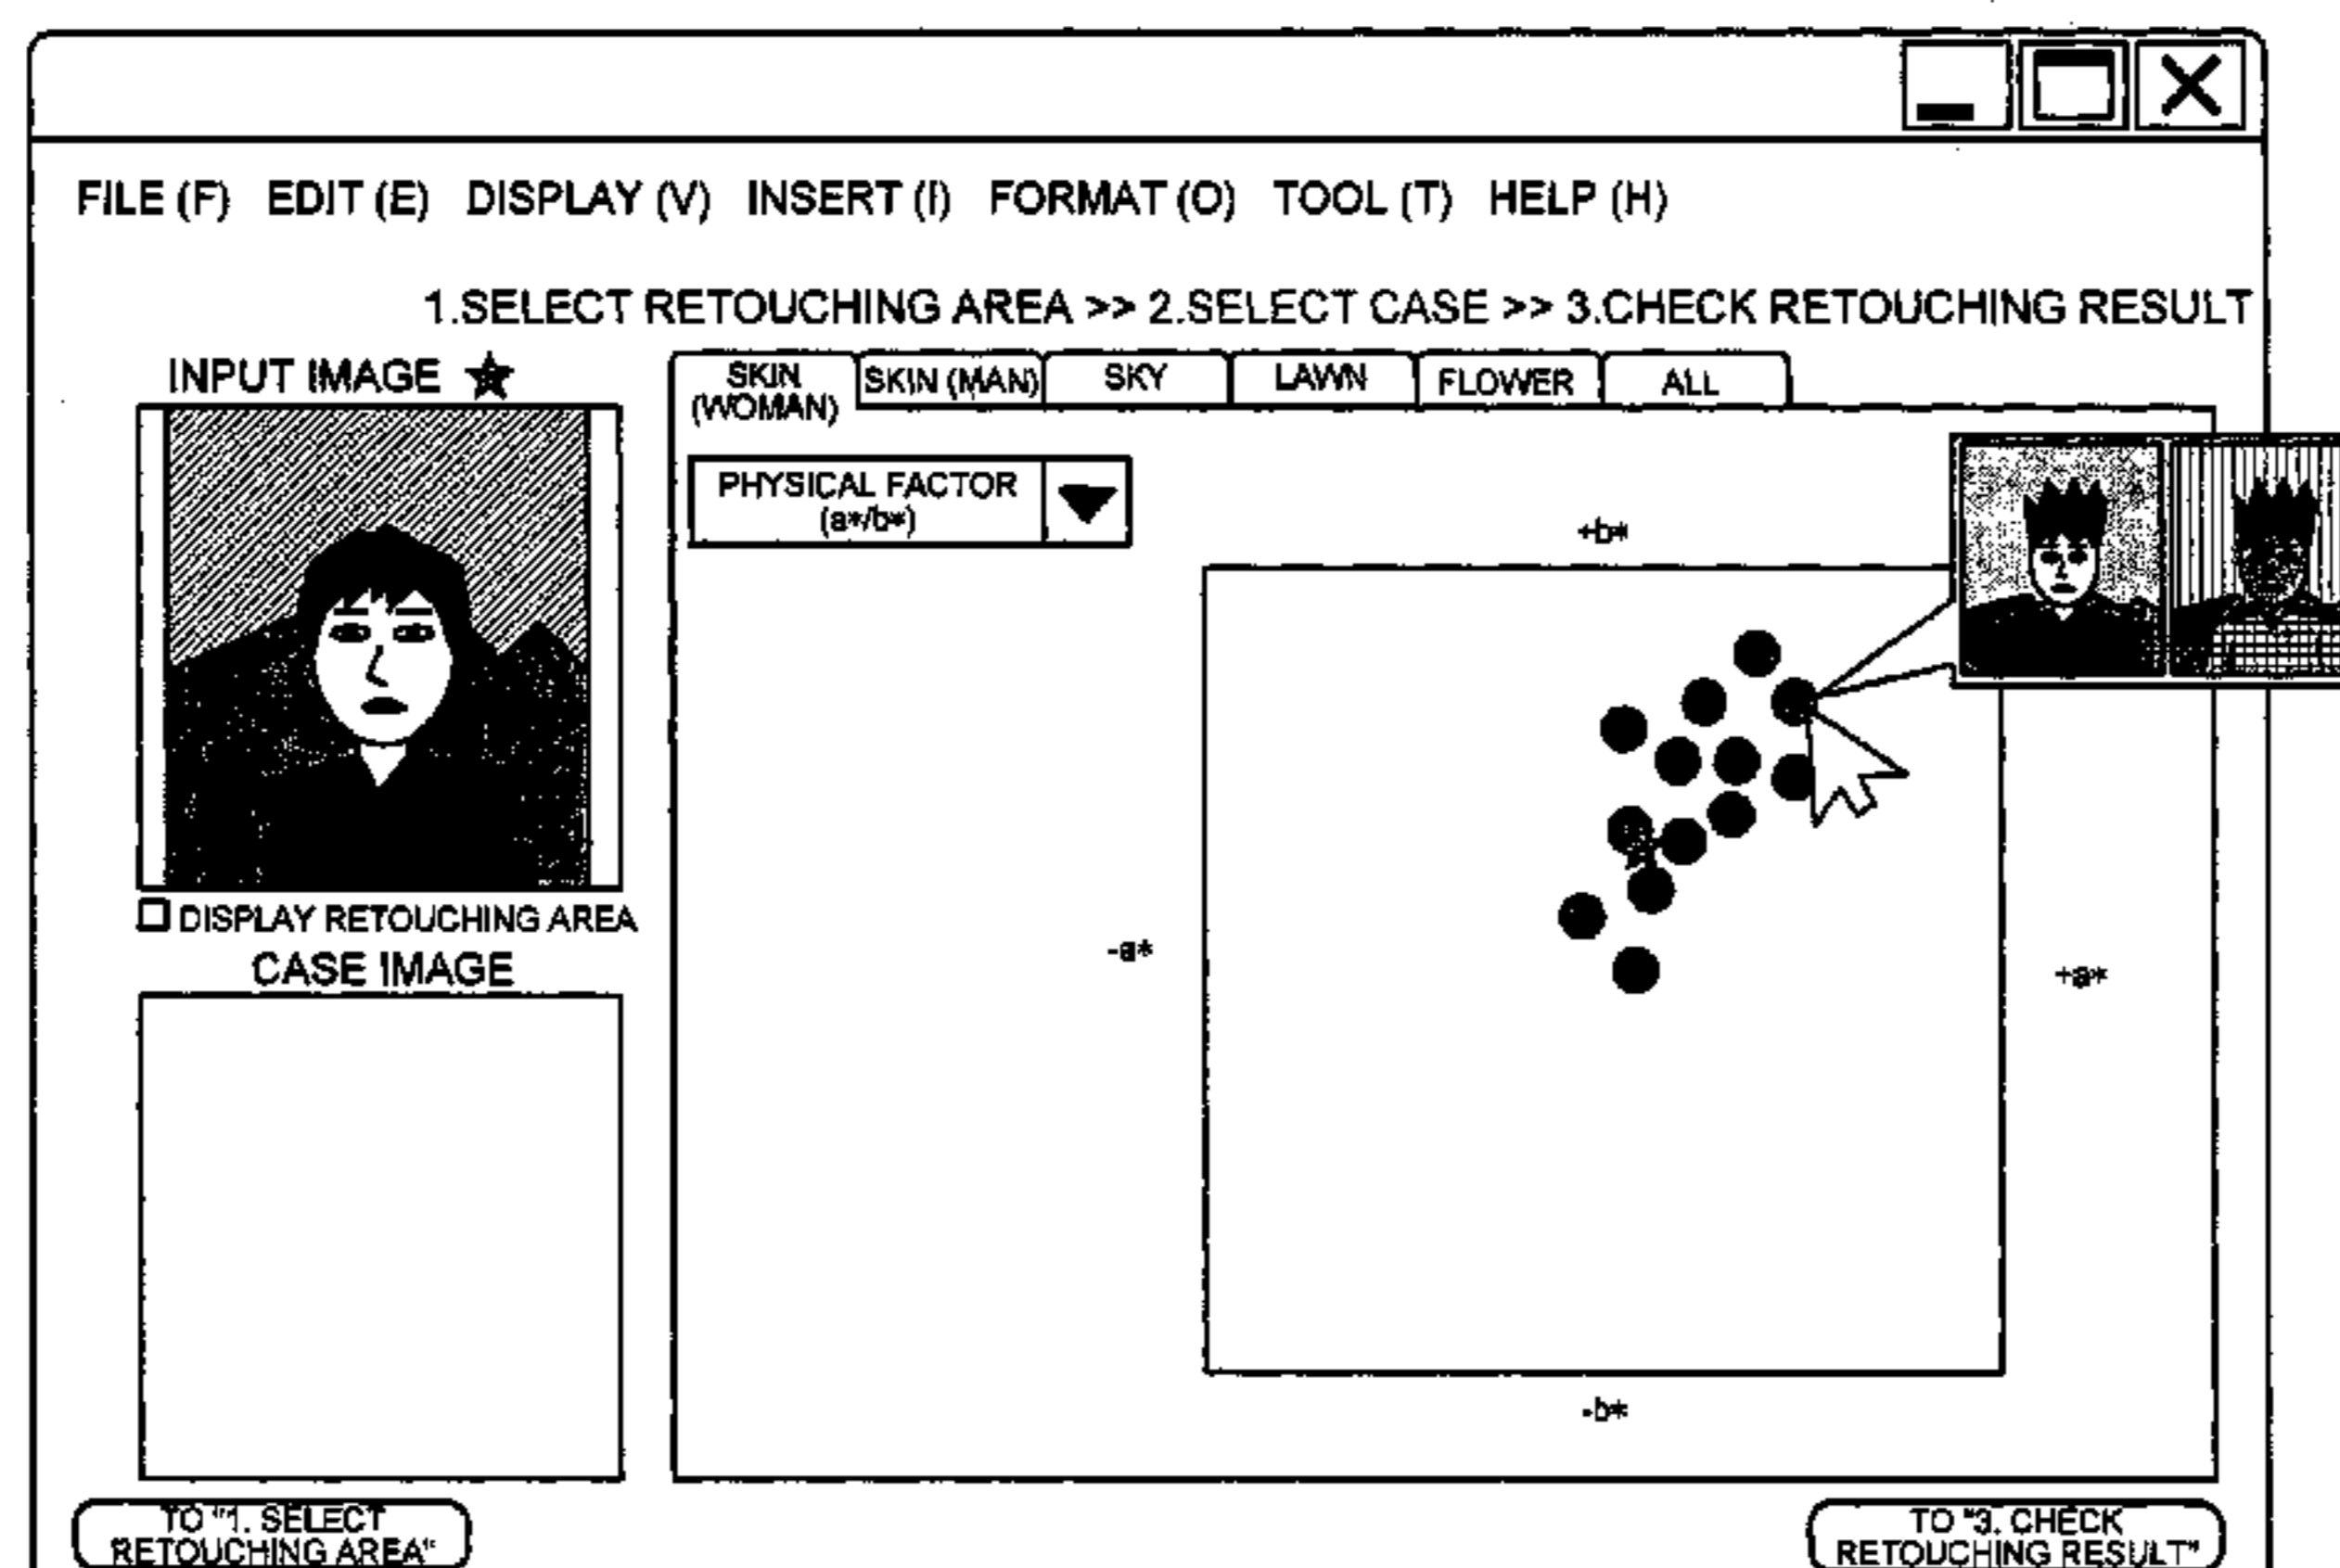 FILE (F) EDIT (E) DISPLAY (V) INSERT (I) FORMAT (O) TOOL (T) HELP (H)
1.SELECT RETOUCHING AREA >> 2.SELECT CASE >> 3.CHECK RETOUCHING RESULT
INPUT IMAGE ★
SKIN
(WOMAN)
SKIN (MAN)
SKY
LAWN
FLOWER
ALL
PHYSICAL FACTOR
(a*/b*)
+b*
-a*
+a*
-b*
DISPLAY RETOUCHING AREA
CASE IMAGE
TO "1. SELECT
RETOUCHING AREA"
TO "3. CHECK
RETOUCHING RESULT"